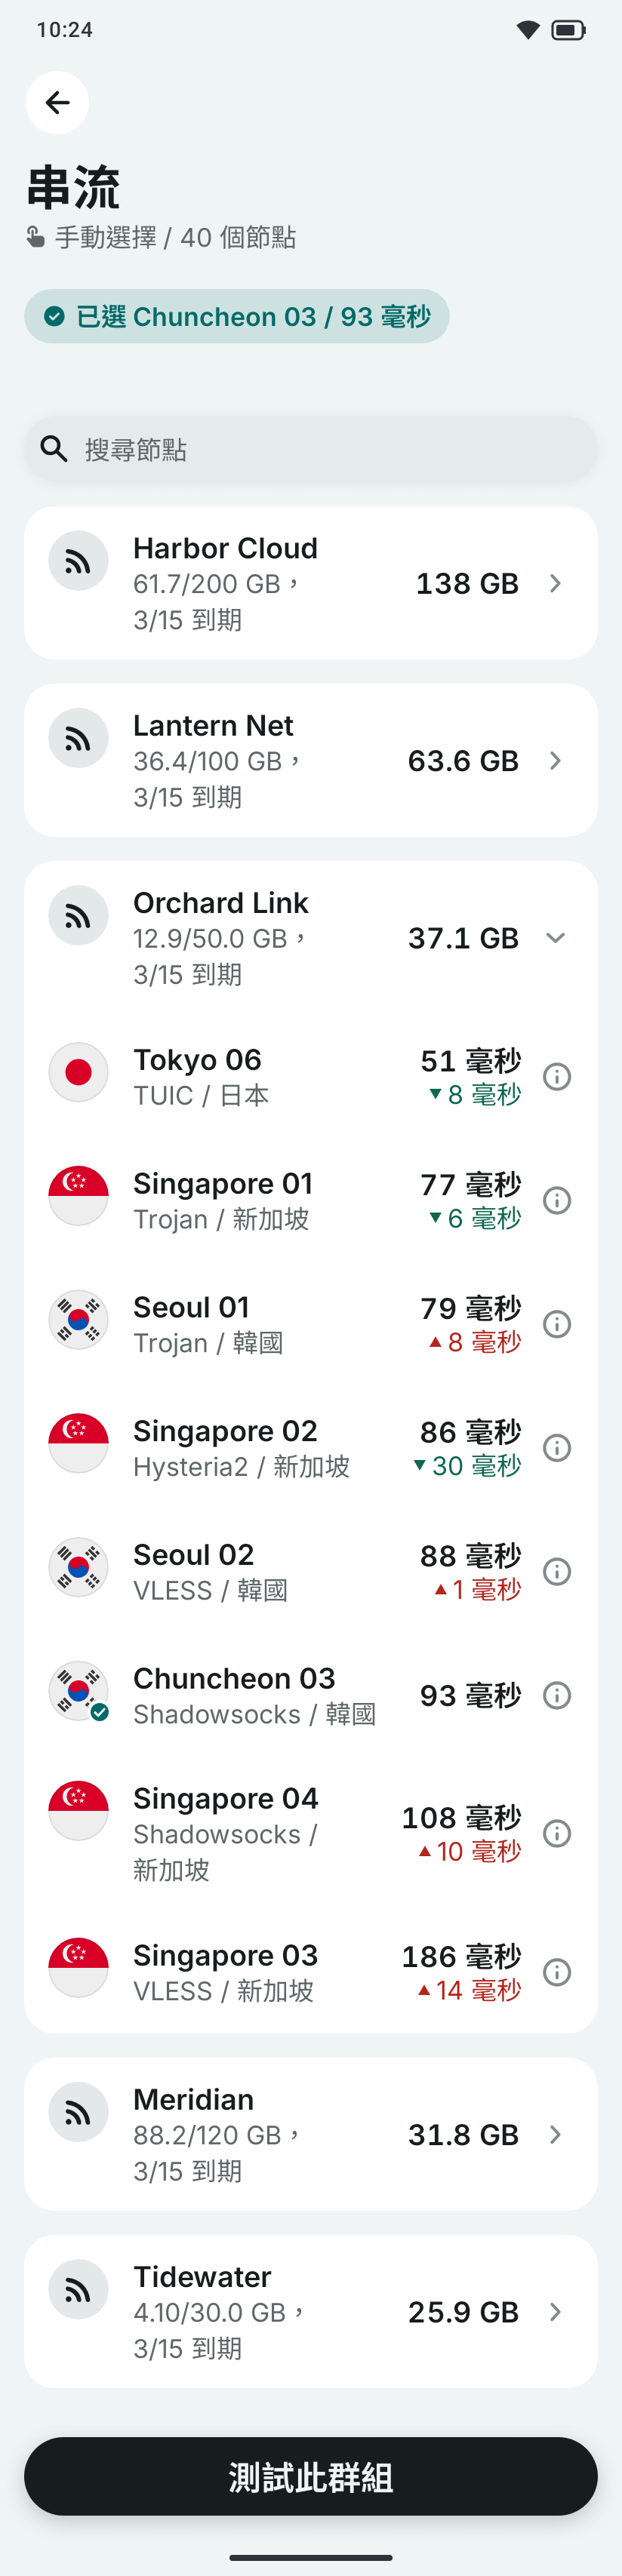 10:24
串流
手動選擇 / 40 個節點
已選 Chuncheon 03 / 93 毫秒
搜尋節點
Harbor Cloud
61.7/200 GB，
3/15 到期
138 GB
Lantern Net
36.4/100 GB，
3/15 到期
63.6 GB
Orchard Link
12.9/50.0 GB，
3/15 到期
37.1 GB
Tokyo 06
TUIC / 日本
51 毫秒
▼8 毫秒
Singapore 01
Trojan / 新加坡
77 毫秒
▼6 毫秒
Seoul 01
Trojan / 韓國
79 毫秒
▲8 毫秒
Singapore 02
Hysteria2 / 新加坡
86 毫秒
▼30 毫秒
Seoul 02
VLESS / 韓國
88 毫秒
▲1 毫秒
Chuncheon 03
Shadowsocks / 韓國
93 毫秒
Singapore 04
Shadowsocks /
新加坡
108 毫秒
▲10 毫秒
Singapore 03
VLESS / 新加坡
186 毫秒
▲14 毫秒
Meridian
88.2/120 GB，
3/15 到期
31.8 GB
Tidewater
4.10/30.0 GB，
3/15 到期
25.9 GB
測試此群組